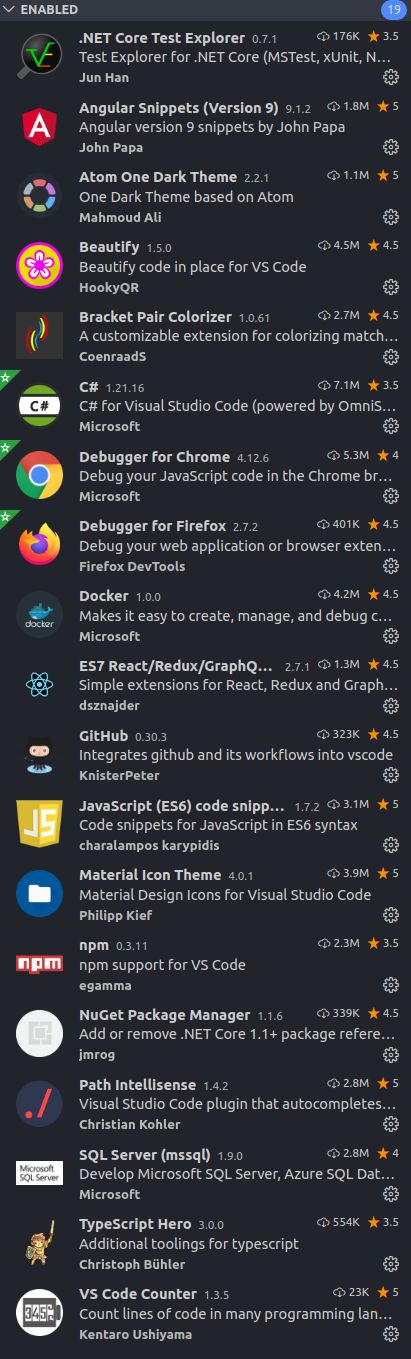 ENABLED 19
.NET Core Test Explorer 0.7.1 176K 3.5
Test Explorer for .NET Core (MSTest, xUnit, N...
Jun Han
Angular Snippets (Version 9) 9.1.2 1.8M 5
Angular version 9 snippets by John Papa
John Papa
Atom One Dark Theme 2.2.1 1.1M 5
One Dark Theme based on Atom
Mahmoud Ali
Beautify 1.5.0 4.5M 4.5
Beautify code in place for VS Code
HookyQR
Bracket Pair Colorizer 1.0.61 2.7M 4.5
A customizable extension for colorizing match...
CoenraadS
C# 1.21.16 7.1M 3.5
C# for Visual Studio Code (powered by OmniS...
C#
Microsoft
Debugger for Chrome 4.12.6 5.3M 4
Debug your JavaScript code in the Chrome br...
Microsoft
Debugger for Firefox 2.7.2 401K 4.5
Debug your web application or browser exten...
Firefox DevTools
Docker 1.0.0 4.2M 4.5
Makes it easy to create, manage, and debug c...
docker
Microsoft
ES7 React/Redux/GraphQ... 2.7.1 1.3M 4.5
Simple extensions for React, Redux and Graph...
dsznajder
GitHub 0.30.3 323K 4.5
Integrates github and its workflows into vscode
KnisterPeter
JavaScript (ES6) code snipp... 1.7.2 3.1M 5
Code snippets for JavaScript in ES6 syntax
JS
charalampos karypidis
Material Icon Theme 4.0.1 3.9M 5
Material Design Icons for Visual Studio Code
Philipp Kief
npm 0.3.11 2.3M 3.5
npm support for VS Code
npm
egamma
NuGet Package Manager 1.1.6 339K 4.5
Add or remove .NET Core 1.1+ package refere...
jmrog
Path Intellisense 1.4.2 2.8M 5
Visual Studio Code plugin that autocompletes...
./
Christian Kohler
SQL Server (mssql) 1.9.0 2.8M 4
Develop Microsoft SQL Server, Azure SQL Dat...
Microsoft
SQL Server
Microsoft
TypeScript Hero 3.0.0 554K 3.5
Additional toolings for typescript
Christoph Bühler
VS Code Counter 1.3.5 23K 5
Count lines of code in many programming lan...
345
Kentaro Ushiyama